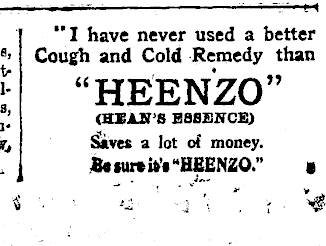 "I have never used a better
Cough and Cold Remedy than
"HEENZO"
(HEAN'S ESSENCE)
Saves a lot of money.
Be sure it's "HEENZO."